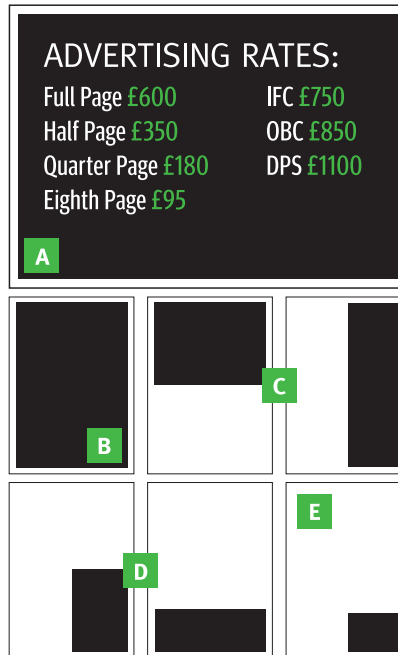 ADVERTISING RATES:
Full Page £600
Half Page £350
Quarter Page £180
Eighth Page £95
IFC £750
OBC £850
DPS £1100
A
B
C
D
E